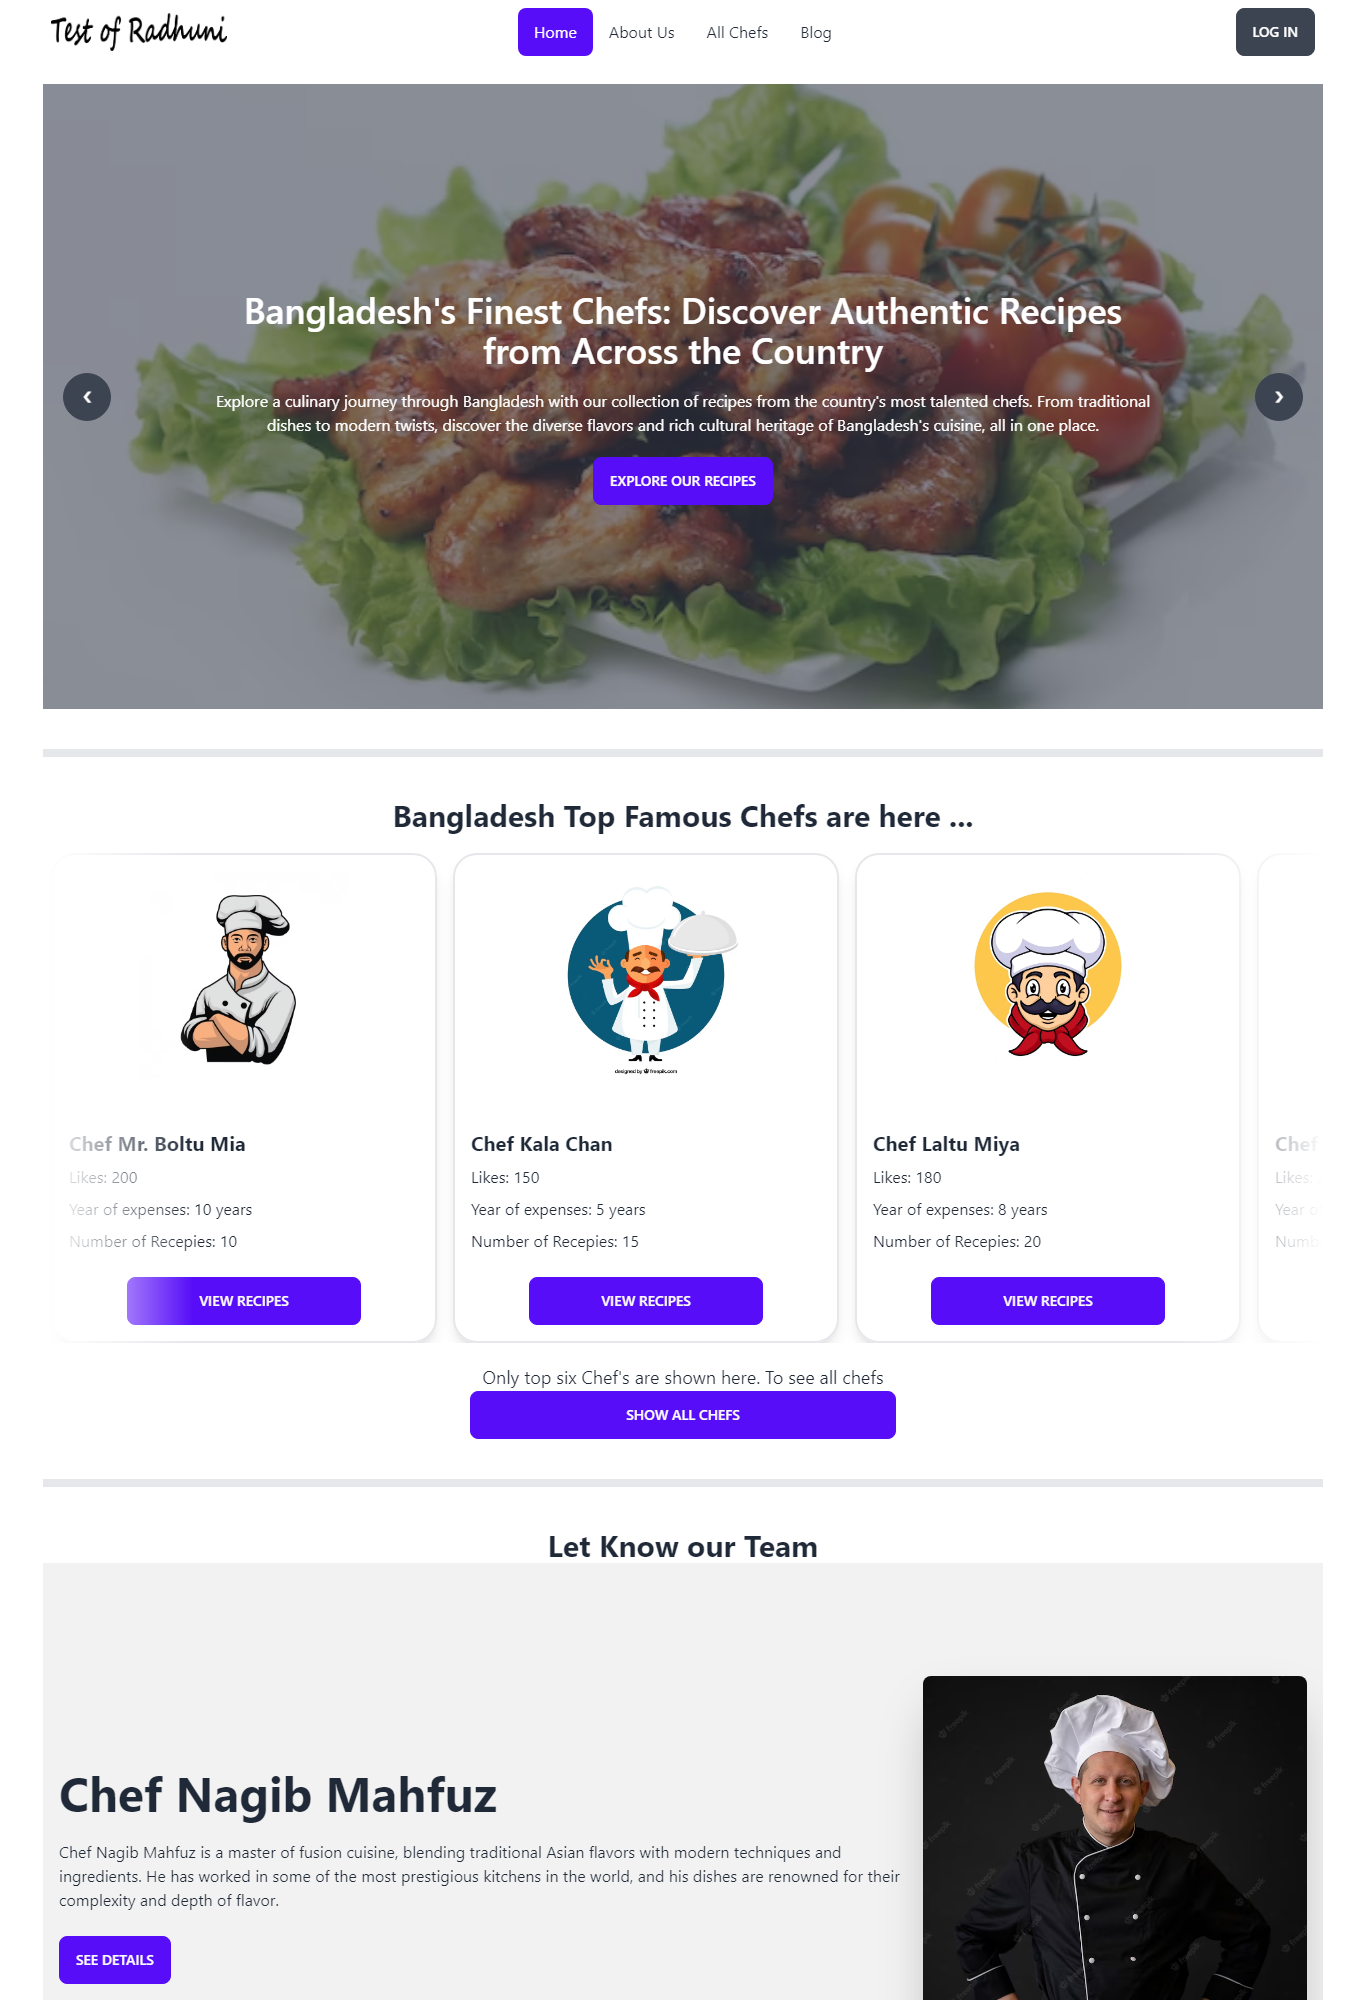 Test of Radhuni
Home
About Us
All Chefs
Blog
LOG IN
Bangladesh's Finest Chefs: Discover Authentic Recipes
from Across the Country
Explore a culinary journey through Bangladesh with our collection of recipes from the country's most talented chefs. From traditional
dishes to modern twists, discover the diverse flavors and rich cultural heritage of Bangladesh's cuisine, all in one place.
❮
❯
EXPLORE OUR RECIPES
Bangladesh Top Famous Chefs are here ...
designed by freepik.com
Chef Mr. Boltu Mia
Likes: 200
Year of expenses: 10 years
Number of Recepies: 10
VIEW RECIPES
Chef Kala Chan
Likes: 150
Year of expenses: 5 years
Number of Recepies: 15
VIEW RECIPES
Chef Laltu Miya
Likes: 180
Year of expenses: 8 years
Number of Recepies: 20
VIEW RECIPES
Chef
Likes:
Year o
Numb
Only top six Chef's are shown here. To see all chefs
SHOW ALL CHEFS
Let Know our Team
Chef Nagib Mahfuz
Chef Nagib Mahfuz is a master of fusion cuisine, blending traditional Asian flavors with modern techniques and
ingredients. He has worked in some of the most prestigious kitchens in the world, and his dishes are renowned for their
complexity and depth of flavor.
SEE DETAILS